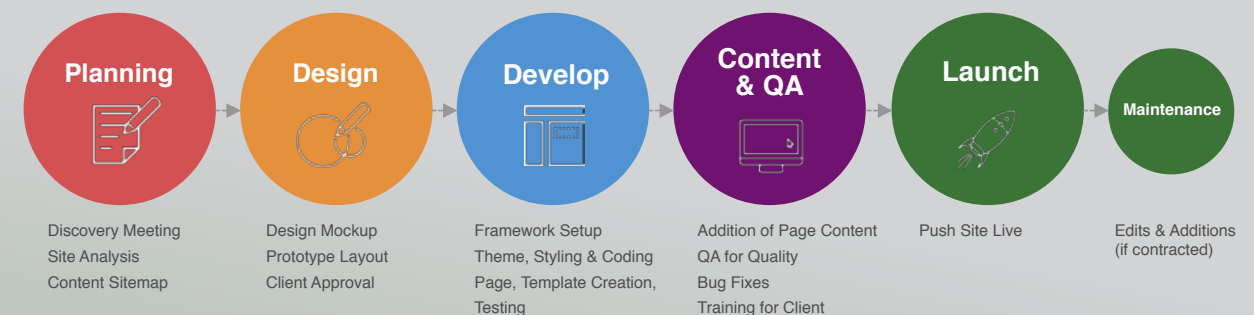 Planning
Design
Develop
Content
& QA
Launch
Maintenance
Discovery Meeting
Site Analysis
Content Sitemap
Design Mockup
Prototype Layout
Client Approval
Framework Setup
Theme, Styling & Coding
Page, Template Creation,
Testing
Addition of Page Content
QA for Quality
Bug Fixes
Training for Client
Push Site Live
Edits & Additions
(if contracted)